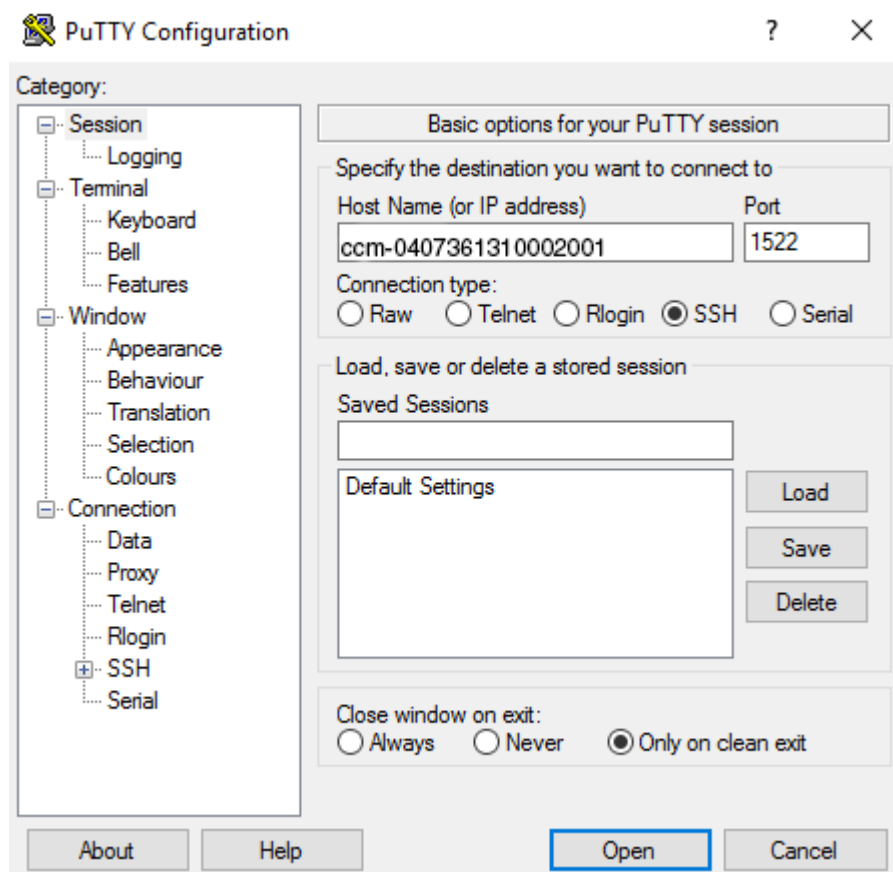 PuTTY Configuration
?
Category:
Session
Logging
Terminal
Keyboard
Bell
Features
Window
Appearance
Behaviour
Translation
Selection
Colours
Connection
Data
Proxy
Telnet
Rlogin
SSH
Serial
Basic options for your PuTTY session
Specify the destination you want to connect to
Host Name (or IP address) Port
ccm-0407361310002001 1522
Connection type:
Raw Telnet Rlogin SSH Serial
Load, save or delete a stored session
Saved Sessions
Default Settings
Load
Save
Delete
Close window on exit:
Always Never Only on clean exit
About Help Open Cancel